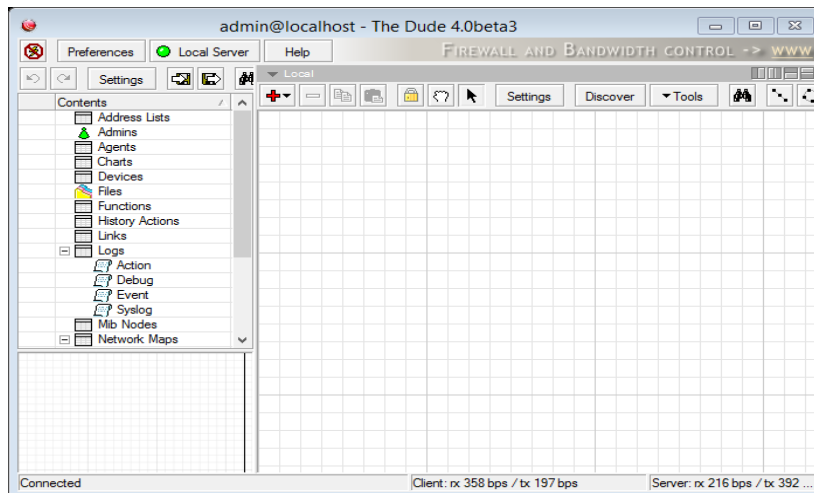 admin@localhost - The Dude 4.0beta3
Preferences
Local Server
Help
FIREWALL AND BANDWIDTH CONTROL -> WWW
Settings
Local
Settings
Discover
Tools
Contents
Address Lists
Admins
Agents
Charts
Devices
Files
Functions
History Actions
Links
Logs
Action
Debug
Event
Syslog
Mib Nodes
Network Maps
Connected
Client: rx 358 bps / tx 197 bps
Server: rx 216 bps / tx 392 ...